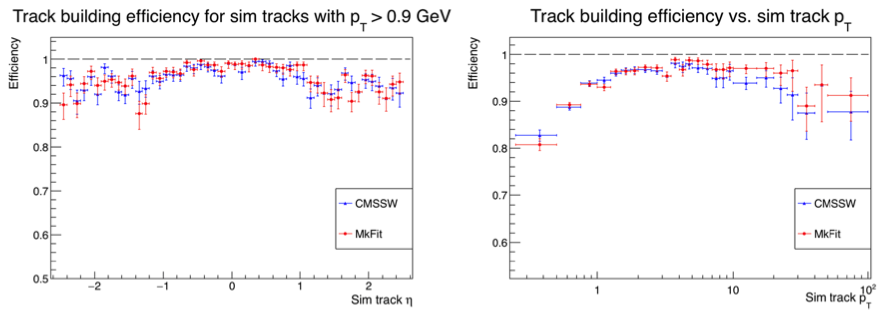 Track building efficiency for sim tracks with p_T > 0.9 GeV
Efficiency
1
0.9
0.8
0.7
0.6
0.5
−2
−1
0
1
2
Sim track η
CMSSW
MkFit
Track building efficiency vs. sim track p_T
Efficiency
1
0.9
0.8
0.7
0.6
1
10
10²
Sim track p_T
CMSSW
MkFit